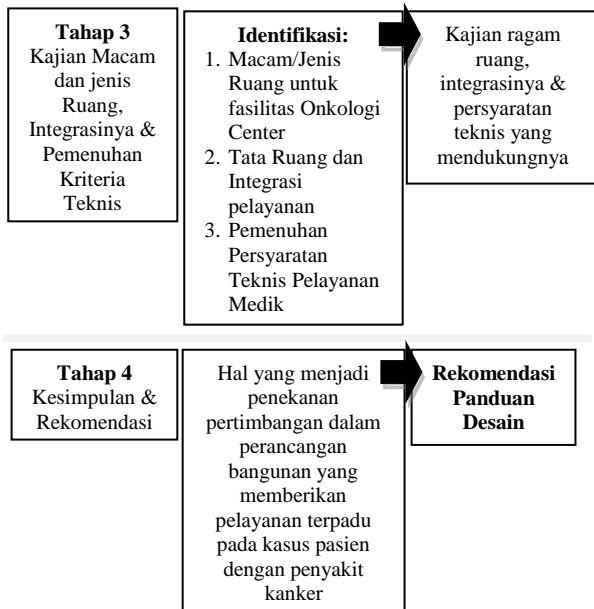 Tahap 3
Kajian Macam
dan jenis
Ruang,
Integrasinya &
Pemenuhan
Kriteria
Teknis
Identifikasi:
1. Macam/Jenis
Ruang untuk
fasilitas Onkologi
Center
2. Tata Ruang dan
Integrasi
pelayanan
3. Pemenuhan
Persyaratan
Teknis Pelayanan
Medik
Kajian ragam
ruang,
integrasinya &
persyaratan
teknis yang
mendukungnya
Tahap 4
Kesimpulan &
Rekomendasi
Hal yang menjadi
penekanan
pertimbangan dalam
perancangan
bangunan yang
memberikan
pelayanan terpadu
pada kasus pasien
dengan penyakit
kanker
Rekomendasi
Panduan
Desain